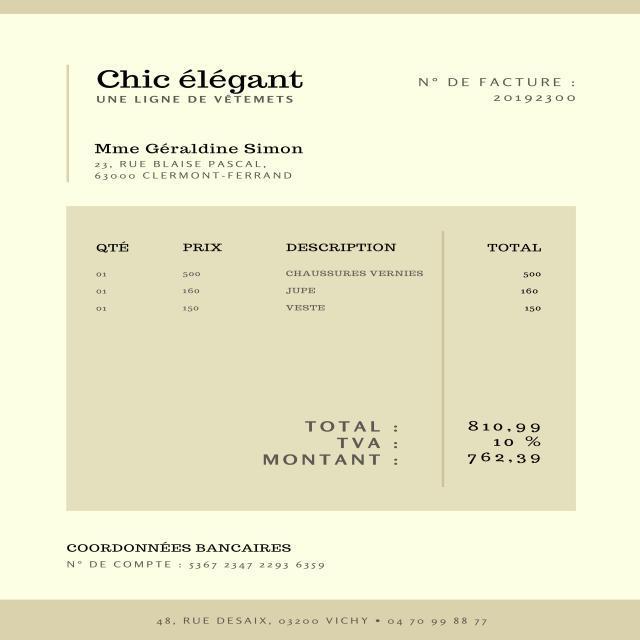 Chic élégant
UNE LIGNE DE VÊTEMETS
N° DE FACTURE :
20192300
Mme Géraldine Simon
23, RUE BLAISE PASCAL,
63000 CLERMONT-FERRAND
QTÉ PRIX DESCRIPTION TOTAL
01 500 CHAUSSURES VERNIES 500
01 160 JUPE 160
01 150 VESTE 150
TOTAL : 810,99
TVA : 10 %
MONTANT : 762,39
COORDONNÉES BANCAIRES
N° DE COMPTE : 5367 2347 2293 6359
48, RUE DESAIX, 03200 VICHY • 04 70 99 88 77